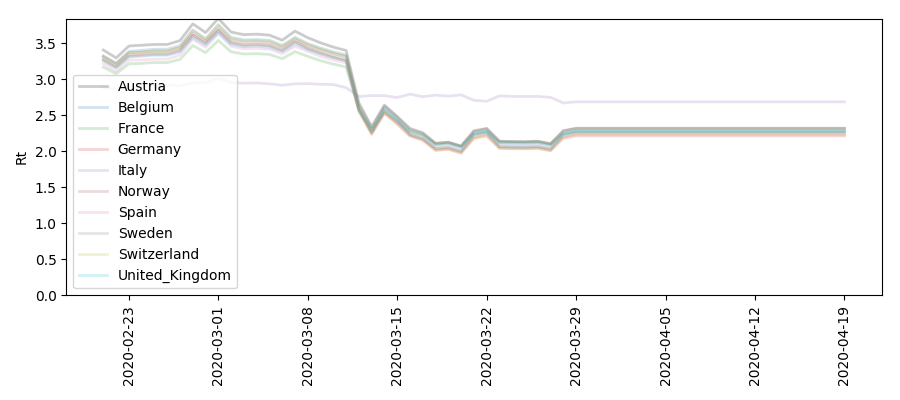 3.5
3.0
2.5
2.0
1.5
1.0
0.5
0.0
Rt
Austria
Belgium
France
Germany
Italy
Norway
Spain
Sweden
Switzerland
United_Kingdom
2020-02-23
2020-03-01
2020-03-08
2020-03-15
2020-03-22
2020-03-29
2020-04-05
2020-04-12
2020-04-19